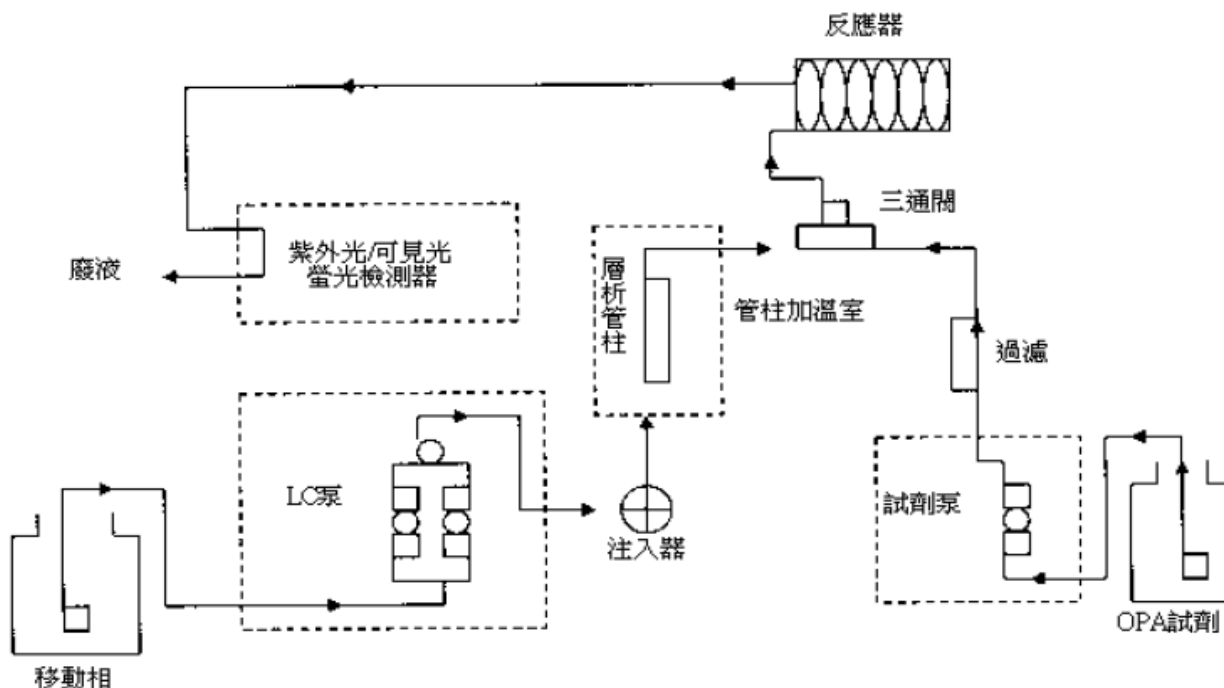 反應器
三通閥
紫外光/可見光
螢光檢測器
廢液
層析管柱
管柱加溫室
過濾
LC泵
試劑泵
注入器
OPA試劑
移動相